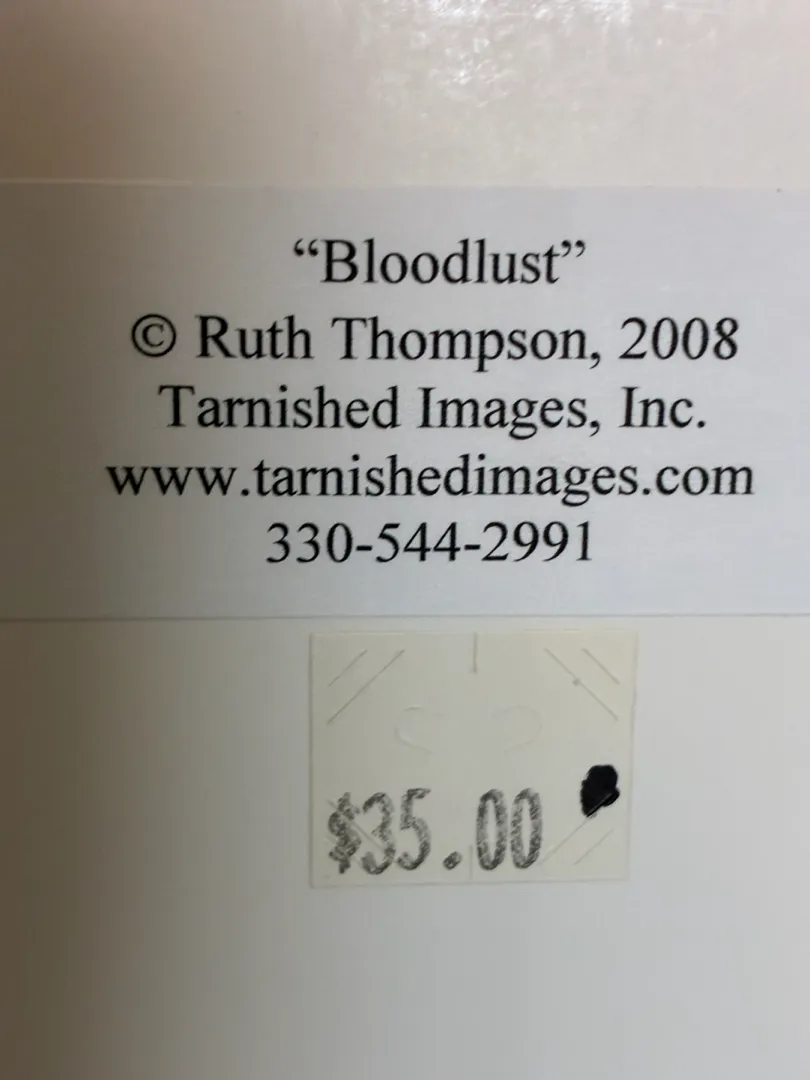 “Bloodlust”
© Ruth Thompson, 2008
Tarnished Images, Inc.
www.tarnishedimages.com
330-544-2991
$35.00